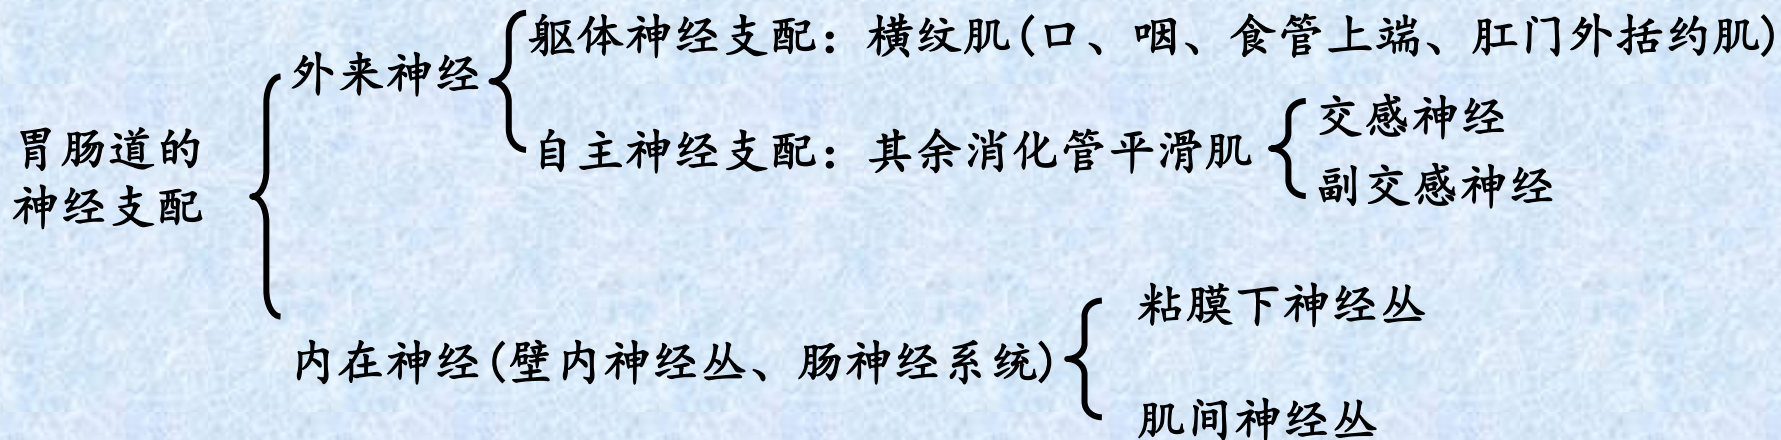 胃肠道的
神经支配
外来神经
躯体神经支配：横纹肌(口、咽、食管上端、肛门外括约肌)
自主神经支配：其余消化管平滑肌
交感神经
副交感神经
内在神经(壁内神经丛、肠神经系统)
粘膜下神经丛
肌间神经丛